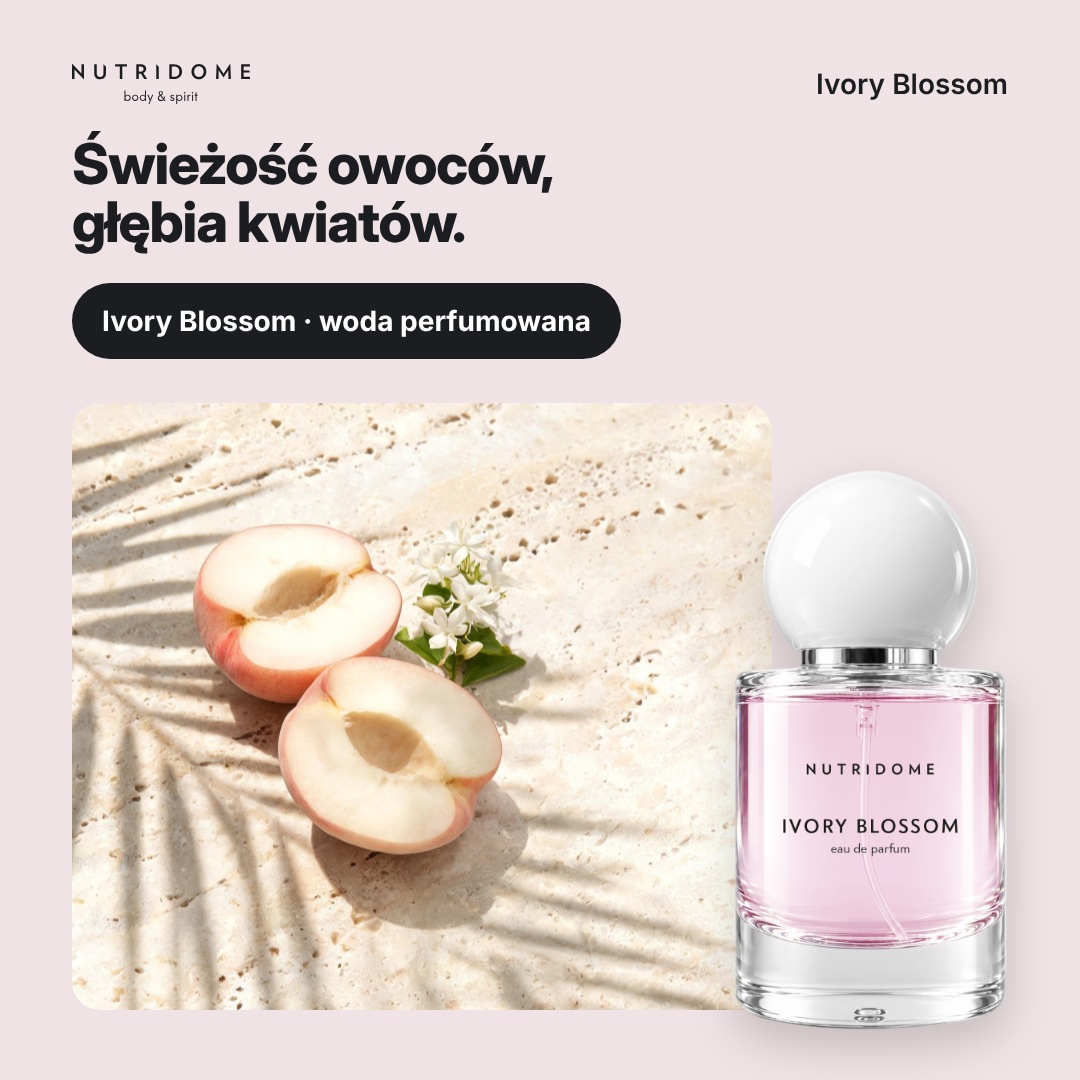 NUTRIDOME
body & spirit
Ivory Blossom
Świeżość owoców,
głębia kwiatów.
Ivory Blossom · woda perfumowana
NUTRIDOME
IVORY BLOSSOM
eau de parfum